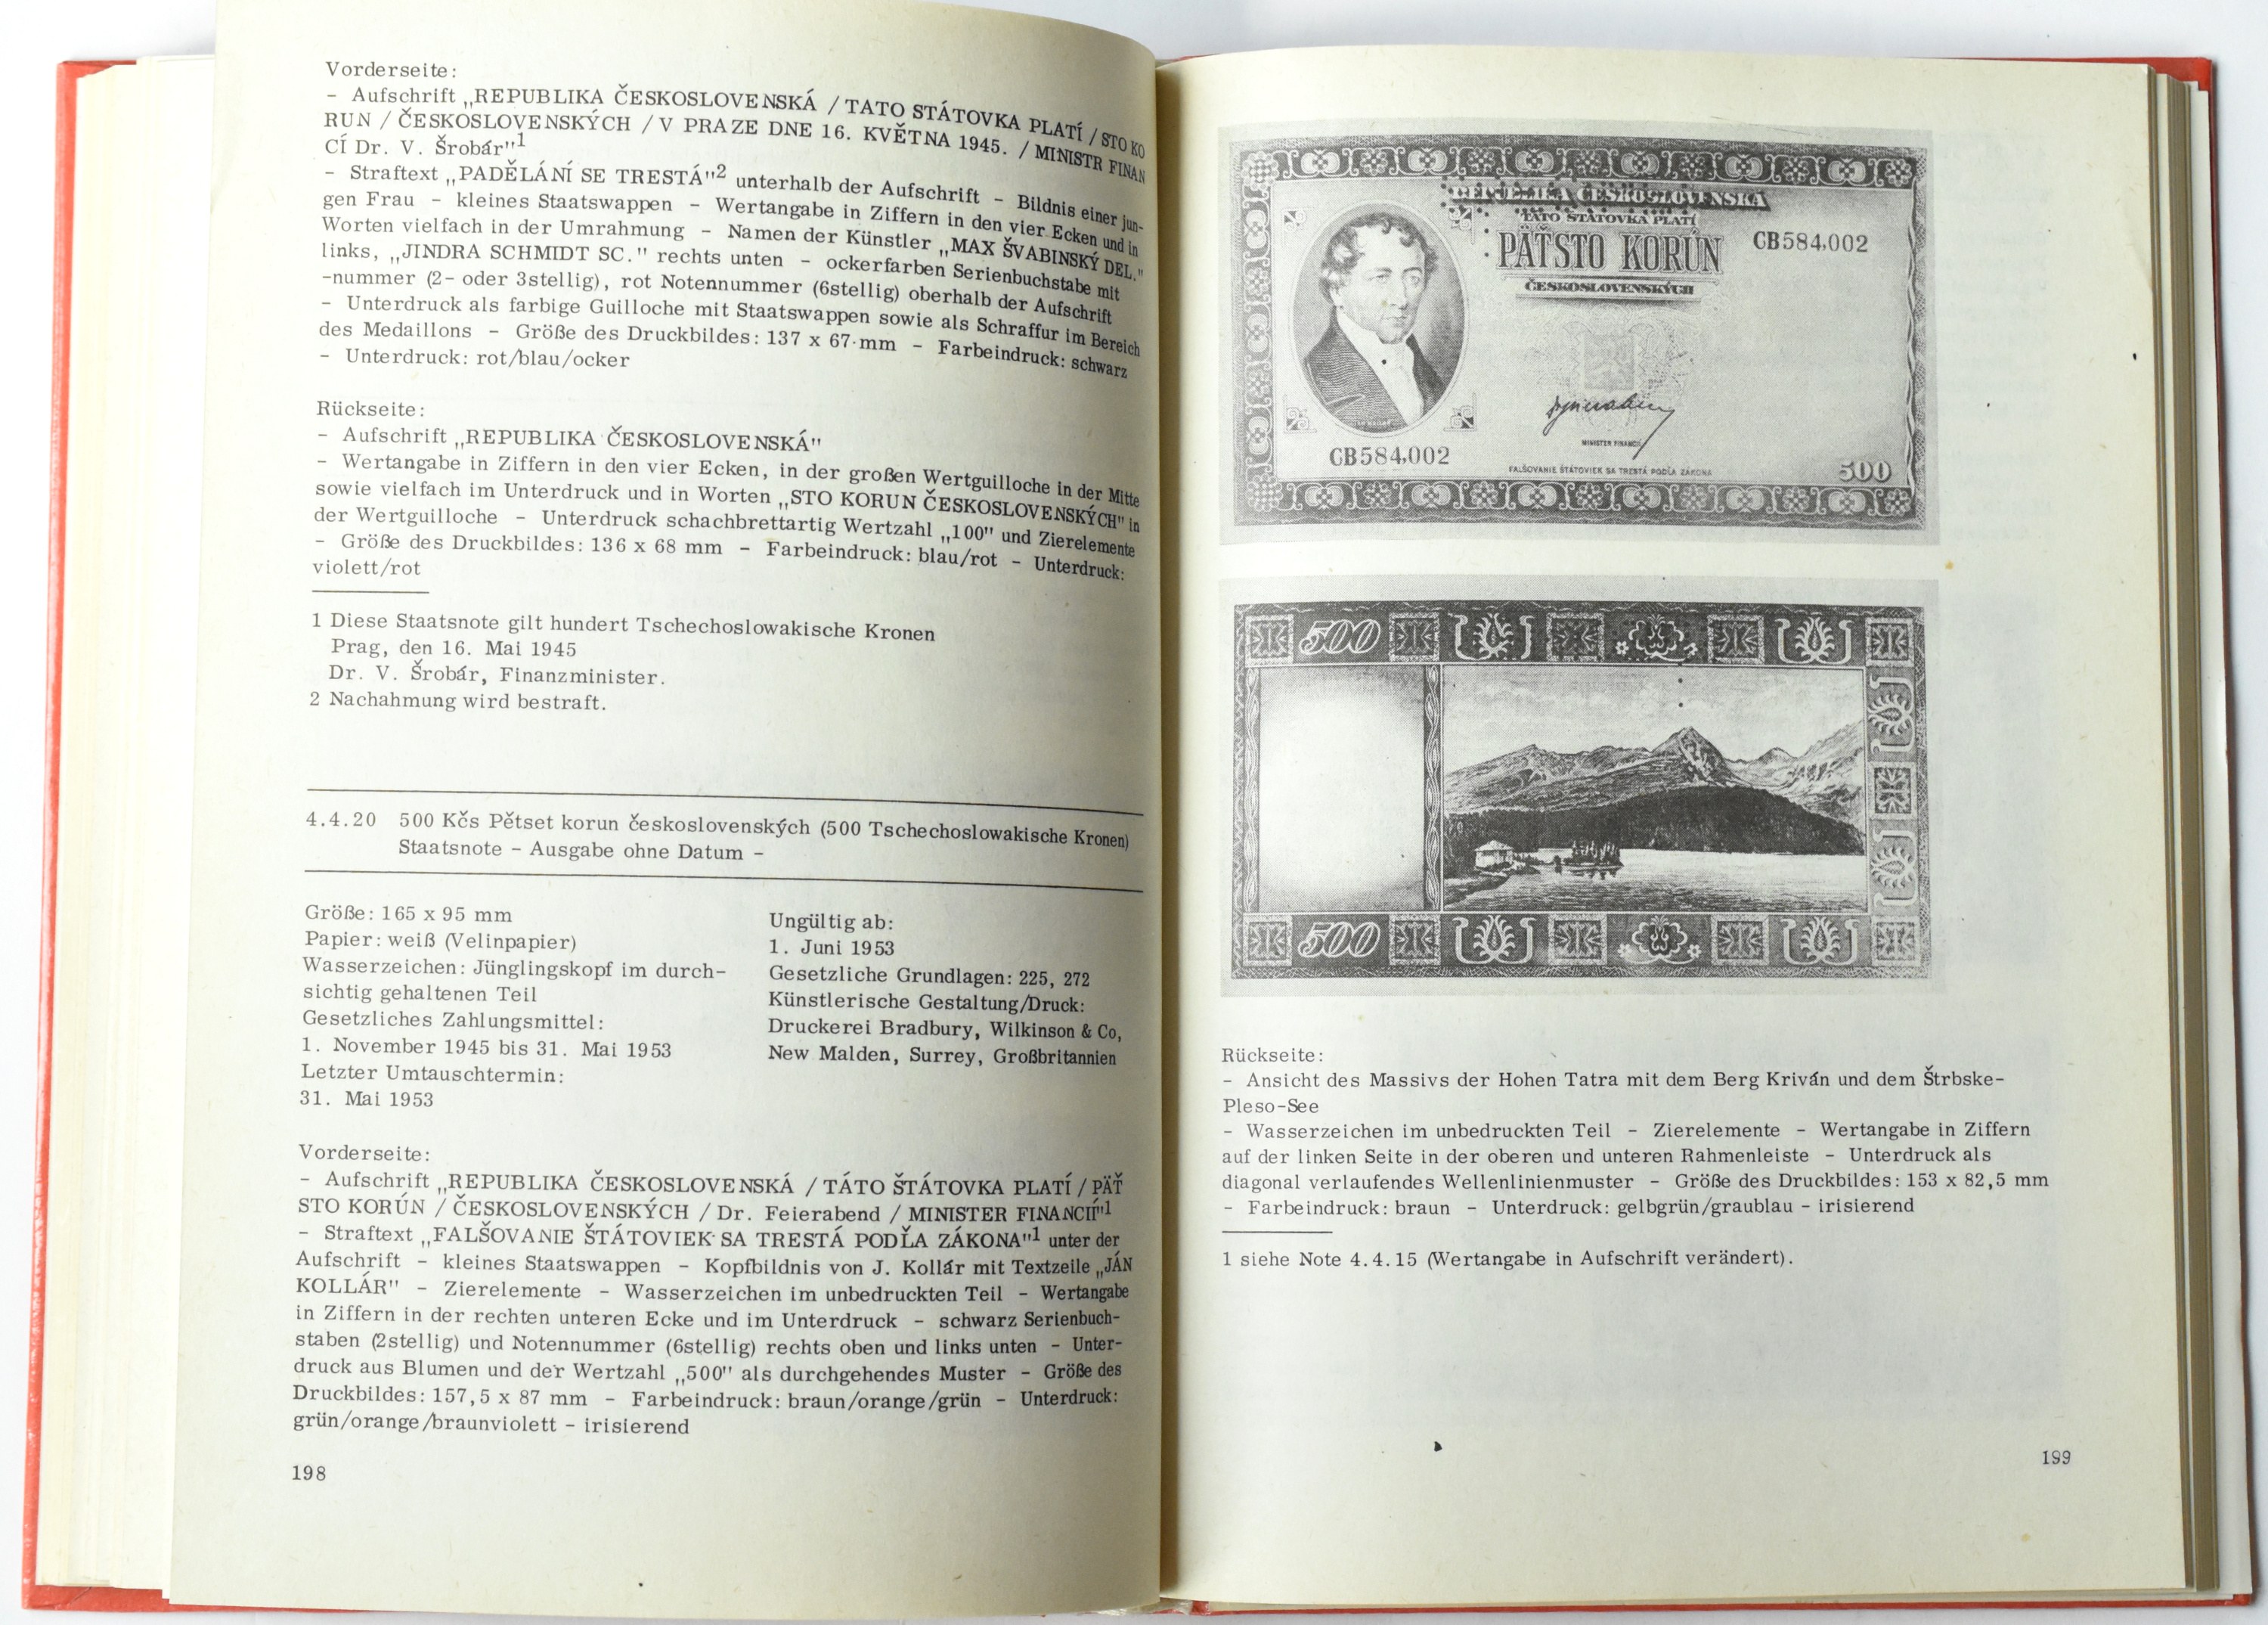 Vorderseite:
- Aufschrift „REPUBLIKA ČESKOSLOVENSKÁ / TATO STÁTOVKA PLATÍ / STO KO
RUN / ČESKOSLOVENSKÝCH / V PRAZE DNE 16. KVĚTNA 1945. / MINISTR FINAN
CÍ Dr. V. Šrobár"1
- Straftext „PADĚLÁNÍ SE TRESTÁ"2 unterhalb der Aufschrift - Bildnis einer jun-
gen Frau - kleines Staatswappen - Wertangabe in Ziffern in den vier Ecken und in
Worten vielfach in der Umrahmung - Namen der Künstler „MAX ŠVABINSKÝ DEL."
links, „JINDRA SCHMIDT SC." rechts unten - ockerfarben Serienbuchstabe mit
-nummer (2- oder 3stellig), rot Notennummer (6stellig) oberhalb der Aufschrift
- Unterdruck als farbige Guilloche mit Staatswappen sowie als Schraffur im Bereich
des Medaillons - Größe des Druckbildes: 137 x 67 mm - Farbeindruck: schwarz
- Unterdruck: rot/blau/ocker
Rückseite:
- Aufschrift „REPUBLIKA ČESKOSLOVENSKÁ"
- Wertangabe in Ziffern in den vier Ecken, in der großen Wertguilloche in der Mitte
sowie vielfach im Unterdruck und in Worten „STO KORUN ČESKOSLOVENSKÝCH" in
der Wertguilloche - Unterdruck schachbrettartig Wertzahl „100" und Zierelemente
- Größe des Druckbildes: 136 x 68 mm - Farbeindruck: blau/rot - Unterdruck:
violett/rot
1 Diese Staatsnote gilt hundert Tschechoslowakische Kronen
Prag, den 16. Mai 1945
Dr. V. Šrobár, Finanzminister.
2 Nachahmung wird bestraft.
4.4.20 500 Kčs Pětset korun československých (500 Tschechoslowakische Kronen)
Staatsnote - Ausgabe ohne Datum -
Größe: 165 x 95 mm
Papier: weiß (Velinpapier)
Wasserzeichen: Jünglingskopf im durch-
sichtig gehaltenen Teil
Gesetzliches Zahlungsmittel:
1. November 1945 bis 31. Mai 1953
Letzter Umtauschtermin:
31. Mai 1953
Ungültig ab:
1. Juni 1953
Gesetzliche Grundlagen: 225, 272
Künstlerische Gestaltung/Druck:
Druckerei Bradbury, Wilkinson & Co,
New Malden, Surrey, Großbritannien
Vorderseite:
- Aufschrift „REPUBLIKA ČESKOSLOVENSKÁ / TÁTO ŠTÁTOVKA PLATÍ / PÄŤ
STO KORÚN / ČESKOSLOVENSKÝCH / Dr. Feierabend / MINISTER FINANCIÍ"1
- Straftext „FALŠOVANIE ŠTÁTOVIEK SA TRESTÁ PODĽA ZÁKONA"1 unter der
Aufschrift - kleines Staatswappen - Kopfbildnis von J. Kollár mit Textzeile „JÁN
KOLLÁR" - Zierelemente - Wasserzeichen im unbedruckten Teil - Wertangabe
in Ziffern in der rechten unteren Ecke und im Unterdruck - schwarz Serienbuch-
staben (2stellig) und Notennummer (6stellig) rechts oben und links unten - Unter-
druck aus Blumen und der Wertzahl „500" als durchgehendes Muster - Größe des
Druckbildes: 157,5 x 87 mm - Farbeindruck: braun/orange/grün - Unterdruck:
grün/orange/braunviolett - irisierend
198
REPUBLIKA ČESKOSLOVENSKÁ
TÁTO ŠTÁTOVKA PLATÍ
PÄŤSTO KORÚN
ČESKOSLOVENSKÝCH
CB584,002
MINISTER FINANCIÍ
CB584,002
FALŠOVANIE ŠTÁTOVIEK SA TRESTÁ PODĽA ZÁKONA
500
500
500
Rückseite:
- Ansicht des Massivs der Hohen Tatra mit dem Berg Kriván und dem Štrbske-
Pleso-See
- Wasserzeichen im unbedruckten Teil - Zierelemente - Wertangabe in Ziffern
auf der linken Seite in der oberen und unteren Rahmenleiste - Unterdruck als
diagonal verlaufendes Wellenlinienmuster - Größe des Druckbildes: 153 x 82,5 mm
- Farbeindruck: braun - Unterdruck: gelbgrün/graublau - irisierend
1 siehe Note 4.4.15 (Wertangabe in Aufschrift verändert).
199